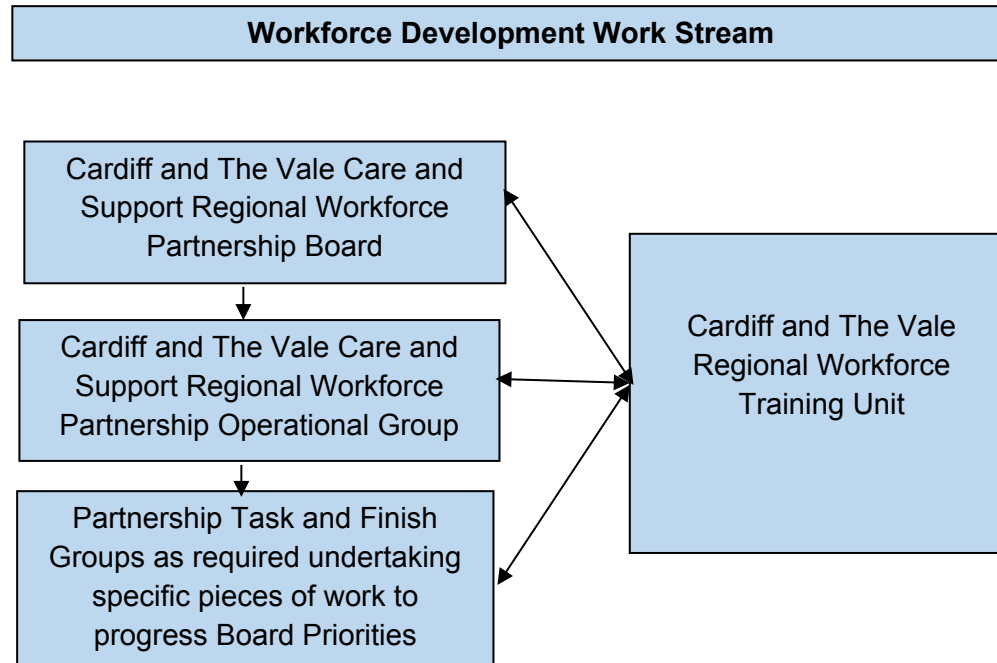 Workforce Development Work Stream
Cardiff and The Vale Care and
Support Regional Workforce
Partnership Board
Cardiff and The Vale Care and
Support Regional Workforce
Partnership Operational Group
Partnership Task and Finish
Groups as required undertaking
specific pieces of work to
progress Board Priorities
Cardiff and The Vale
Regional Workforce
Training Unit